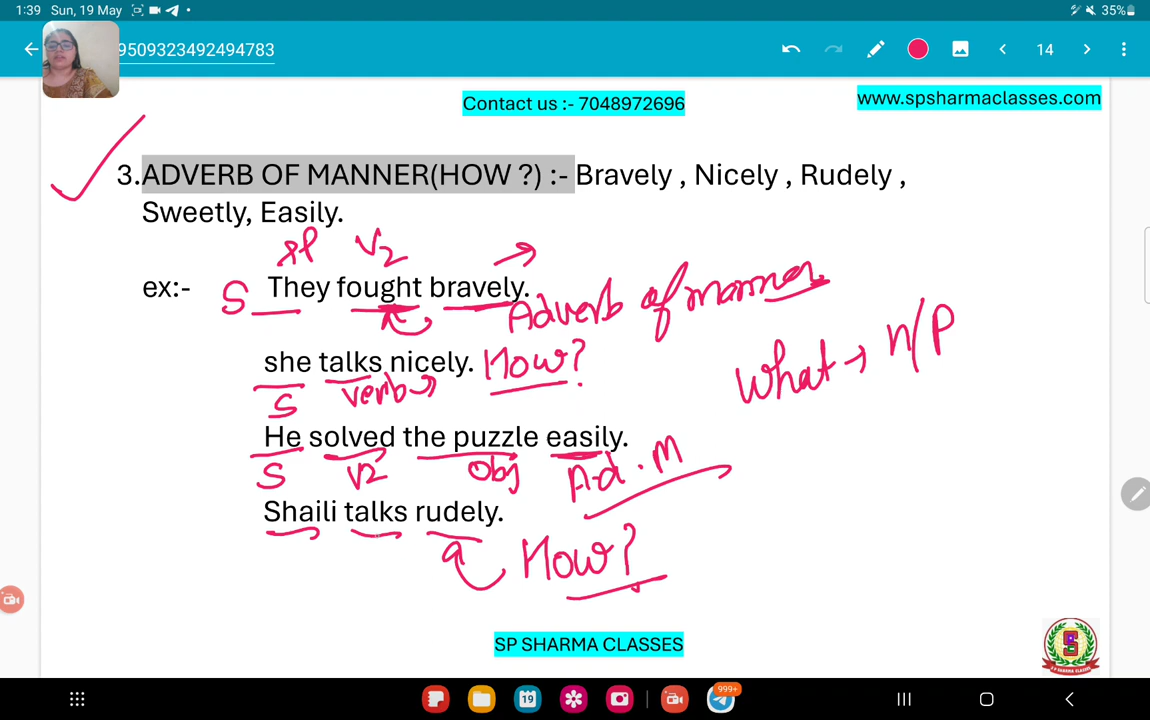 1:39 Sun, 19 May 35%
9509323492494783 14
Contact us :- 7048972696 www.spsharmaclasses.com
3.ADVERB OF MANNER(HOW ?) :- Bravely , Nicely , Rudely ,
Sweetly, Easily.
V2
ex:- S They fought bravely.
Adverb of manner
she talks nicely. How? What → n/P
S verb
He solved the puzzle easily.
S V2 Obj Ad. M
Shaili talks rudely.
How?
SP SHARMA CLASSES
S
19 999+